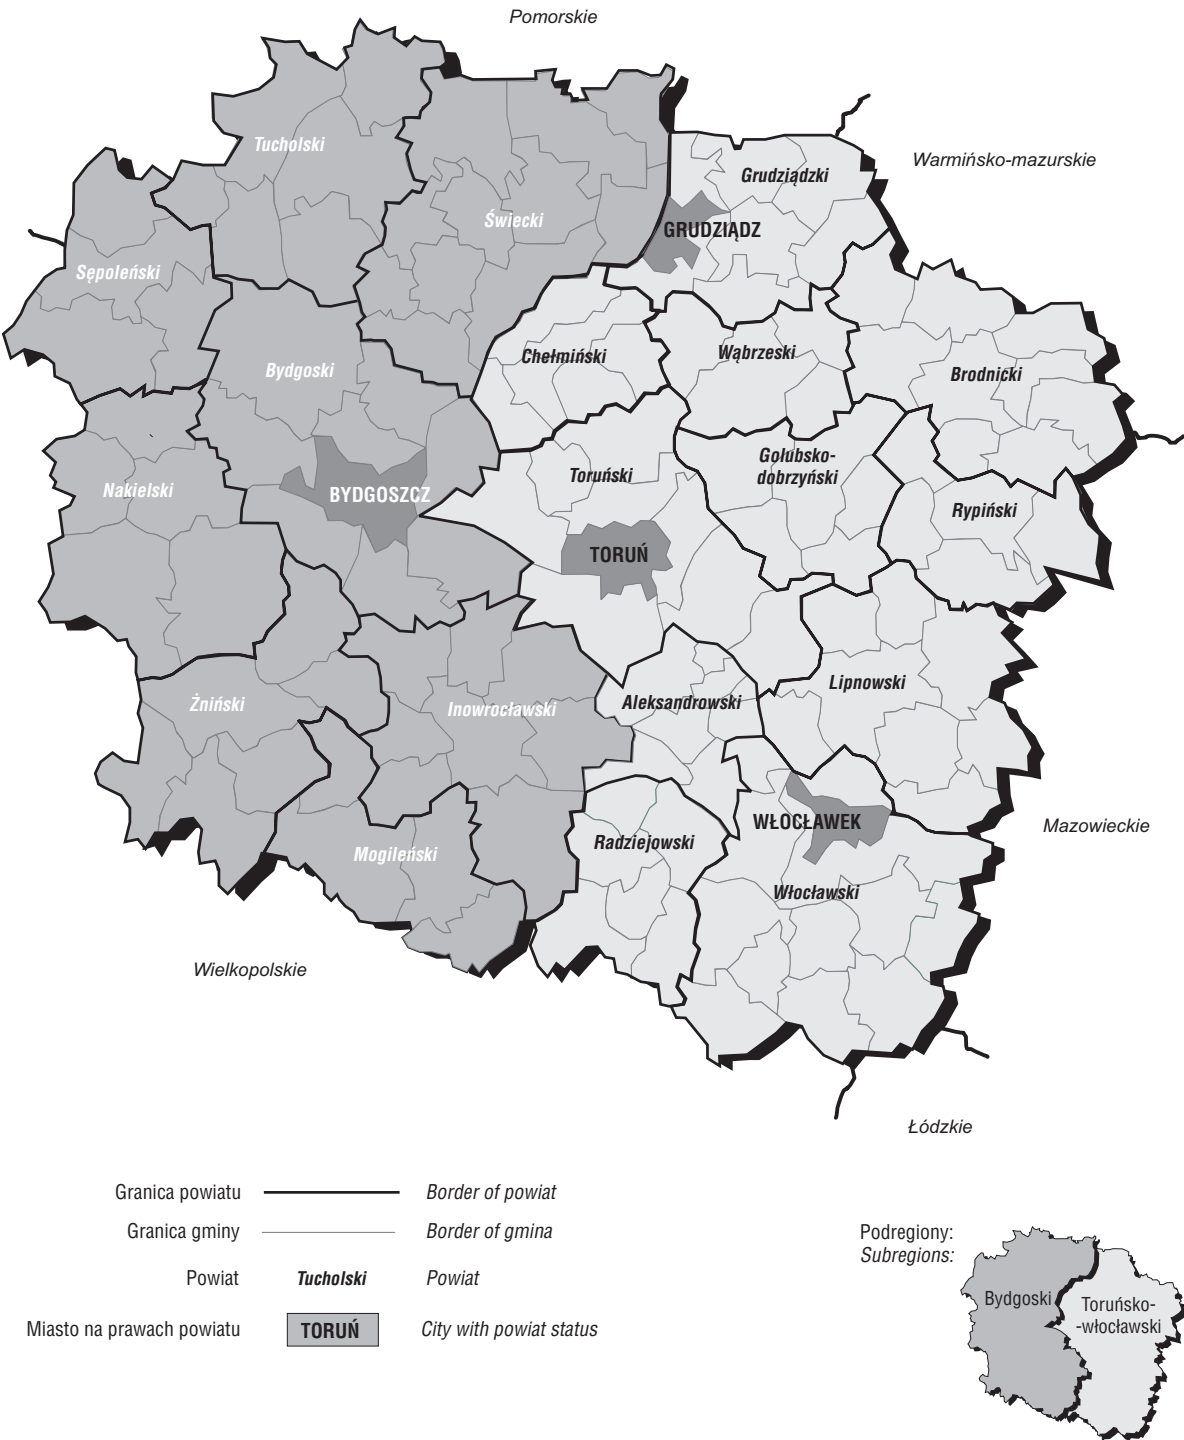 Pomorskie
Warmińsko-mazurskie
Tucholski
Grudziądzki
Świecki
GRUDZIĄDZ
Sępoleński
Chełmiński
Wąbrzeski
Bydgoski
Brodnicki
Gołubsko-
dobrzyński
Toruński
Nakielski
BYDGOSZCZ
Rypiński
TORUŃ
Lipnowski
Aleksandrowski
Żniński
Inowrocławski
WŁOCŁAWEK
Mazowieckie
Radziejowski
Mogileński
Włocławski
Wielkopolskie
Łódzkie
Granica powiatu Border of powiat
Granica gminy Border of gmina
Powiat Tucholski Powiat
Miasto na prawach powiatu TORUŃ City with powiat status
Podregiony:
Subregions:
Bydgoski
Toruńsko-
-włocławski